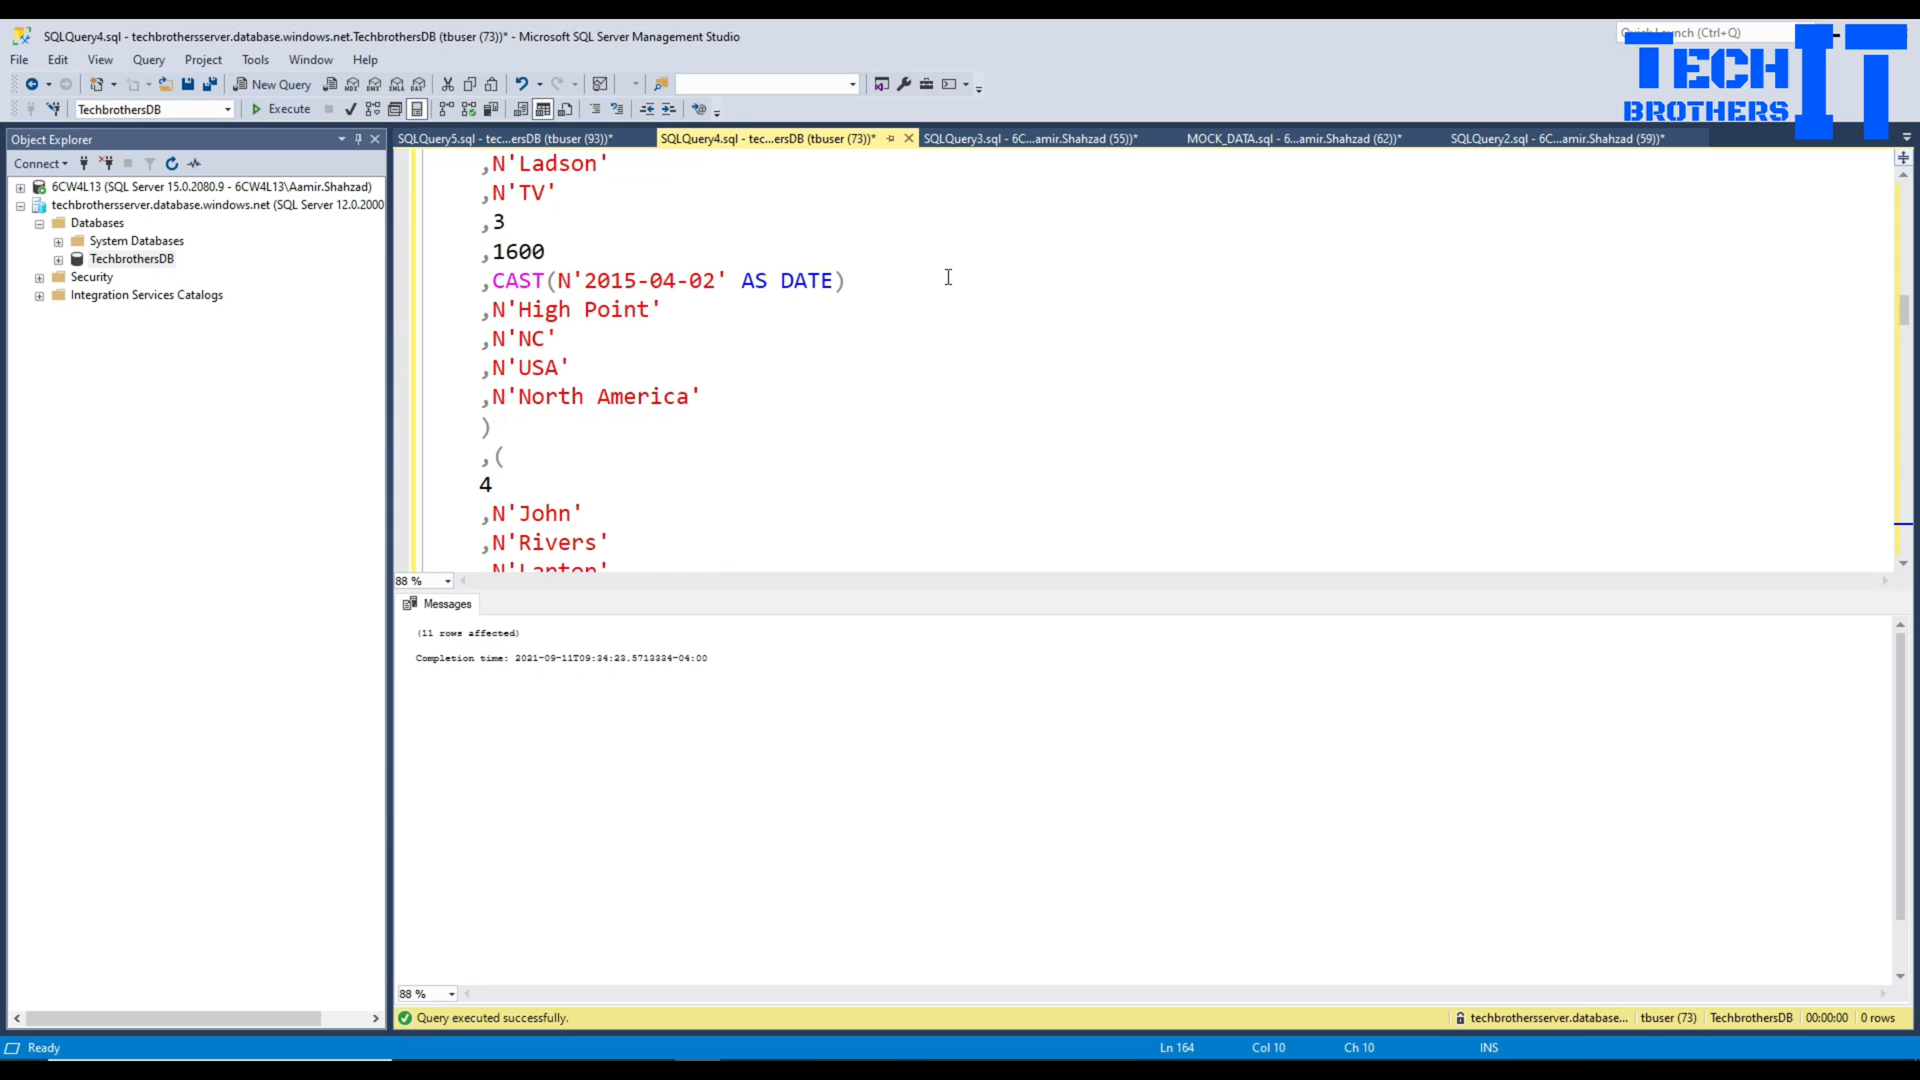 SQLQuery4.sql - techbrothersserver.database.windows.net.TechbrothersDB (tbuser (73))* - Microsoft SQL Server Management Studio
Quick Launch (Ctrl+Q)
TECH IT
BROTHERS
File Edit View Query Project Tools Window Help
New Query
TechbrothersDB
Execute
Object Explorer
SQLQuery5.sql - tec...ersDB (tbuser (93))*
SQLQuery4.sql - tec...ersDB (tbuser (73))*
SQLQuery3.sql - 6C...amir.Shahzad (55))*
MOCK_DATA.sql - 6...amir.Shahzad (62))*
SQLQuery2.sql - 6C...amir.Shahzad (59))*
Connect
6CW4L13 (SQL Server 15.0.2080.9 - 6CW4L13\Aamir.Shahzad)
techbrothersserver.database.windows.net (SQL Server 12.0.2000
Databases
System Databases
TechbrothersDB
Security
Integration Services Catalogs
,N'Ladson'
,N'TV'
,3
,1600
,CAST(N'2015-04-02' AS DATE)
,N'High Point'
,N'NC'
,N'USA'
,N'North America'
)
,(
4
,N'John'
,N'Rivers'
88 %
Messages
(11 rows affected)
Completion time: 2021-09-11T09:34:23.5713334-04:00
88 %
Query executed successfully.
techbrothersserver.database... tbuser (73) TechbrothersDB 00:00:00 0 rows
Ready
Ln 164 Col 10 Ch 10 INS